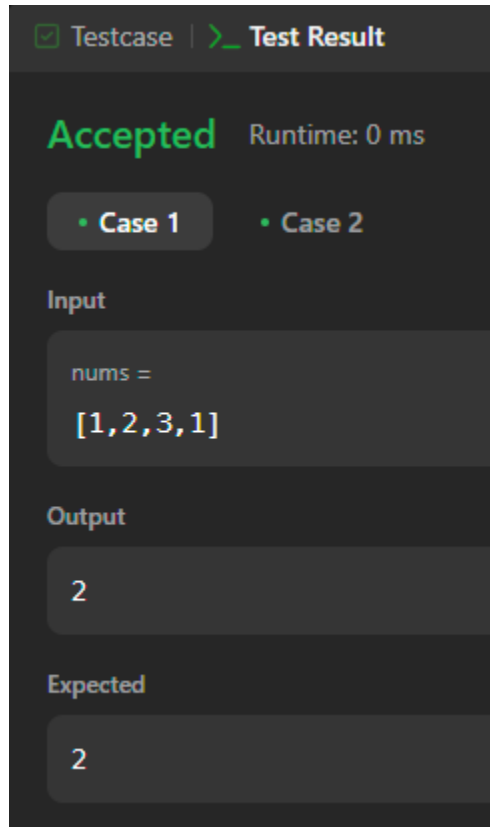 Testcase | >_ Test Result
Accepted Runtime: 0 ms
• Case 1 • Case 2
Input
nums =
[1,2,3,1]
Output
2
Expected
2